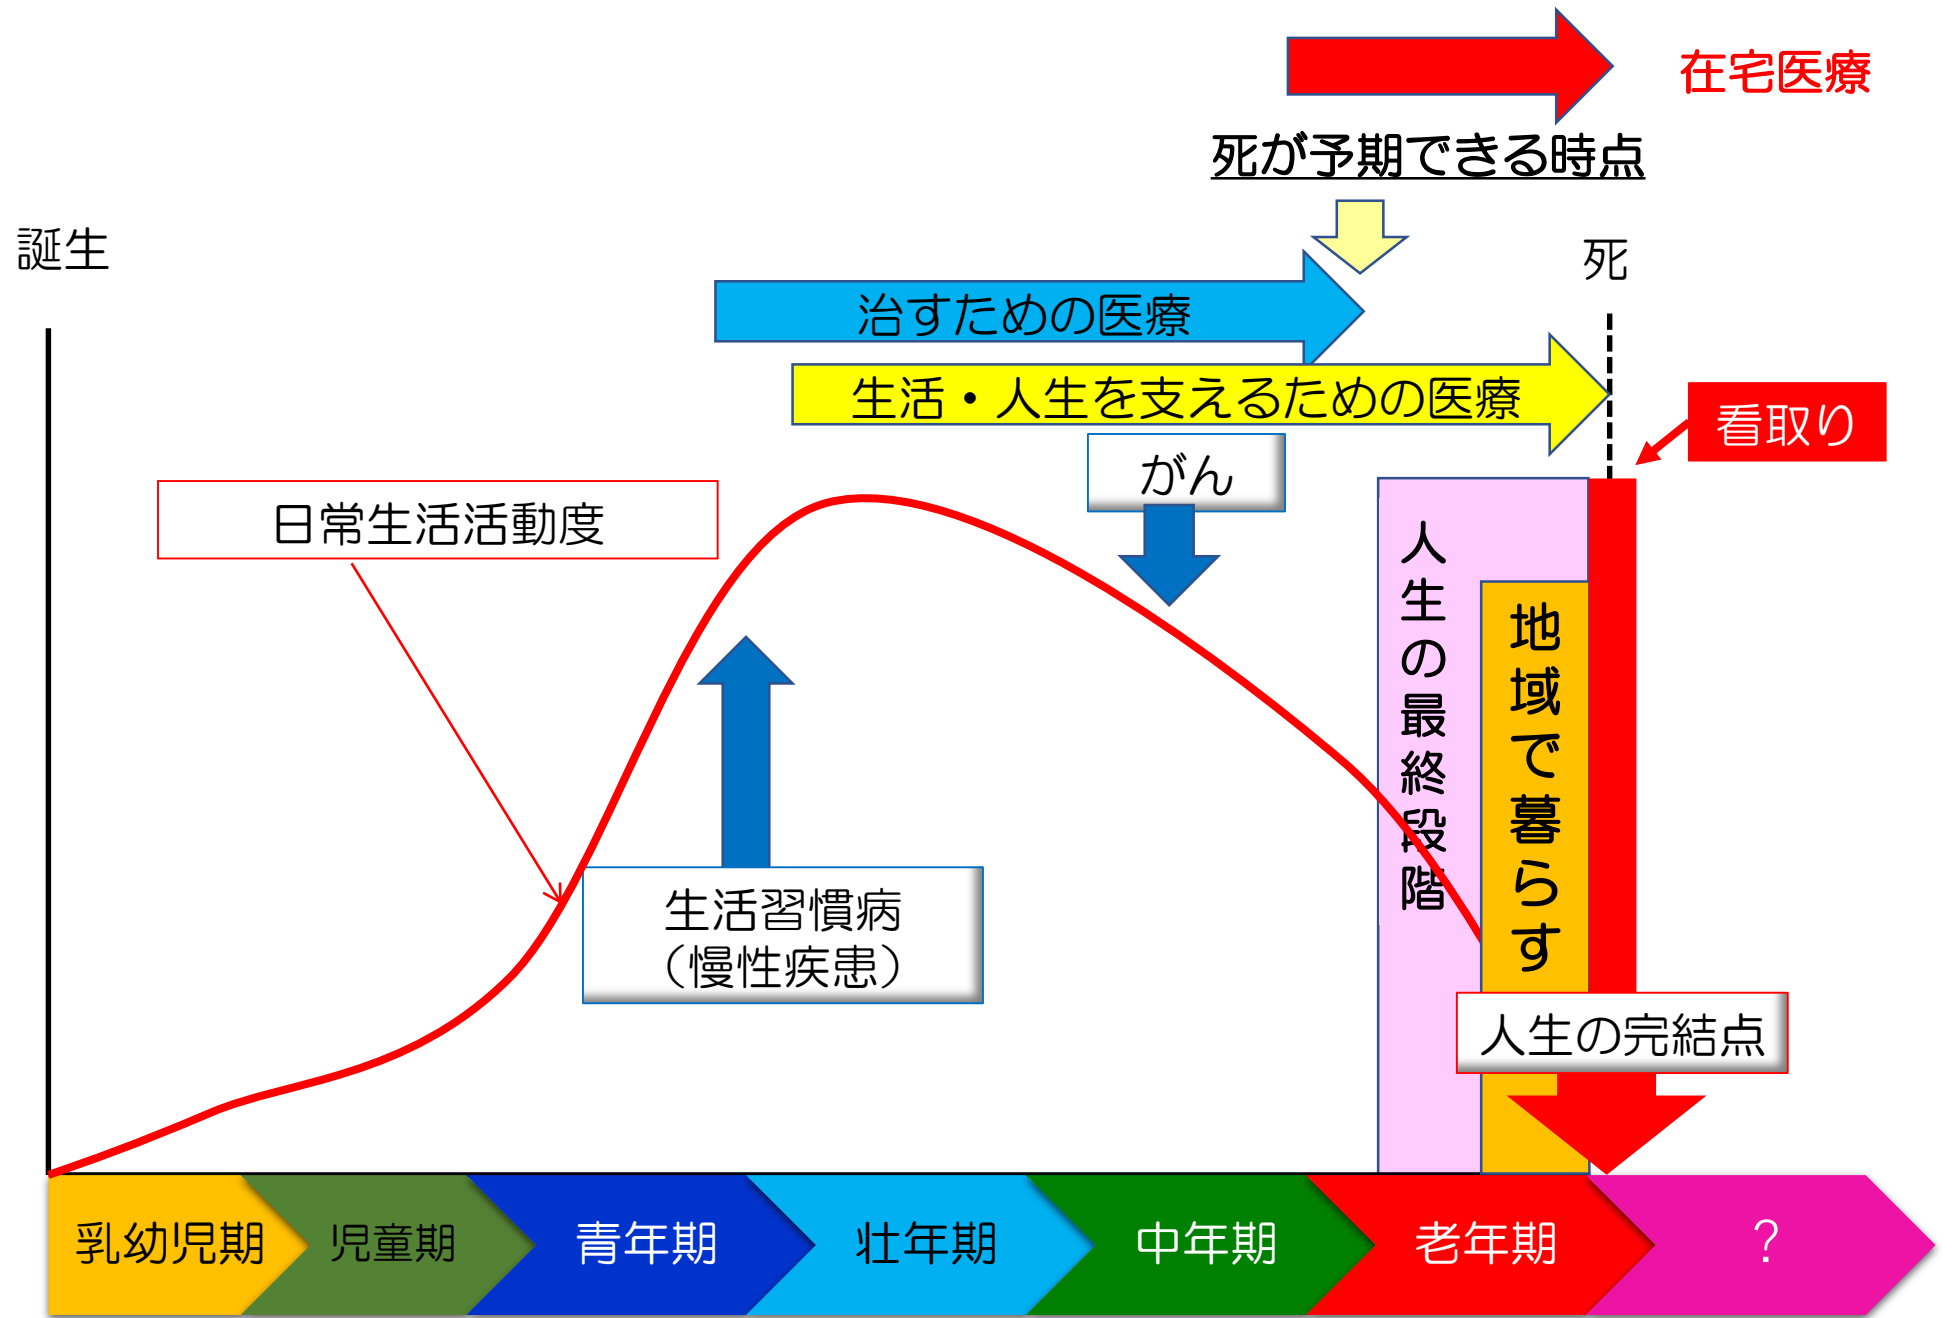 在宅医療
死が予期できる時点
誕生
死
治すための医療
生活・人生を支えるための医療
看取り
がん
日常生活活動度
人生の最終段階
地域で暮らす
生活習慣病
（慢性疾患）
人生の完結点
乳幼児期
児童期
青年期
壮年期
中年期
老年期
？